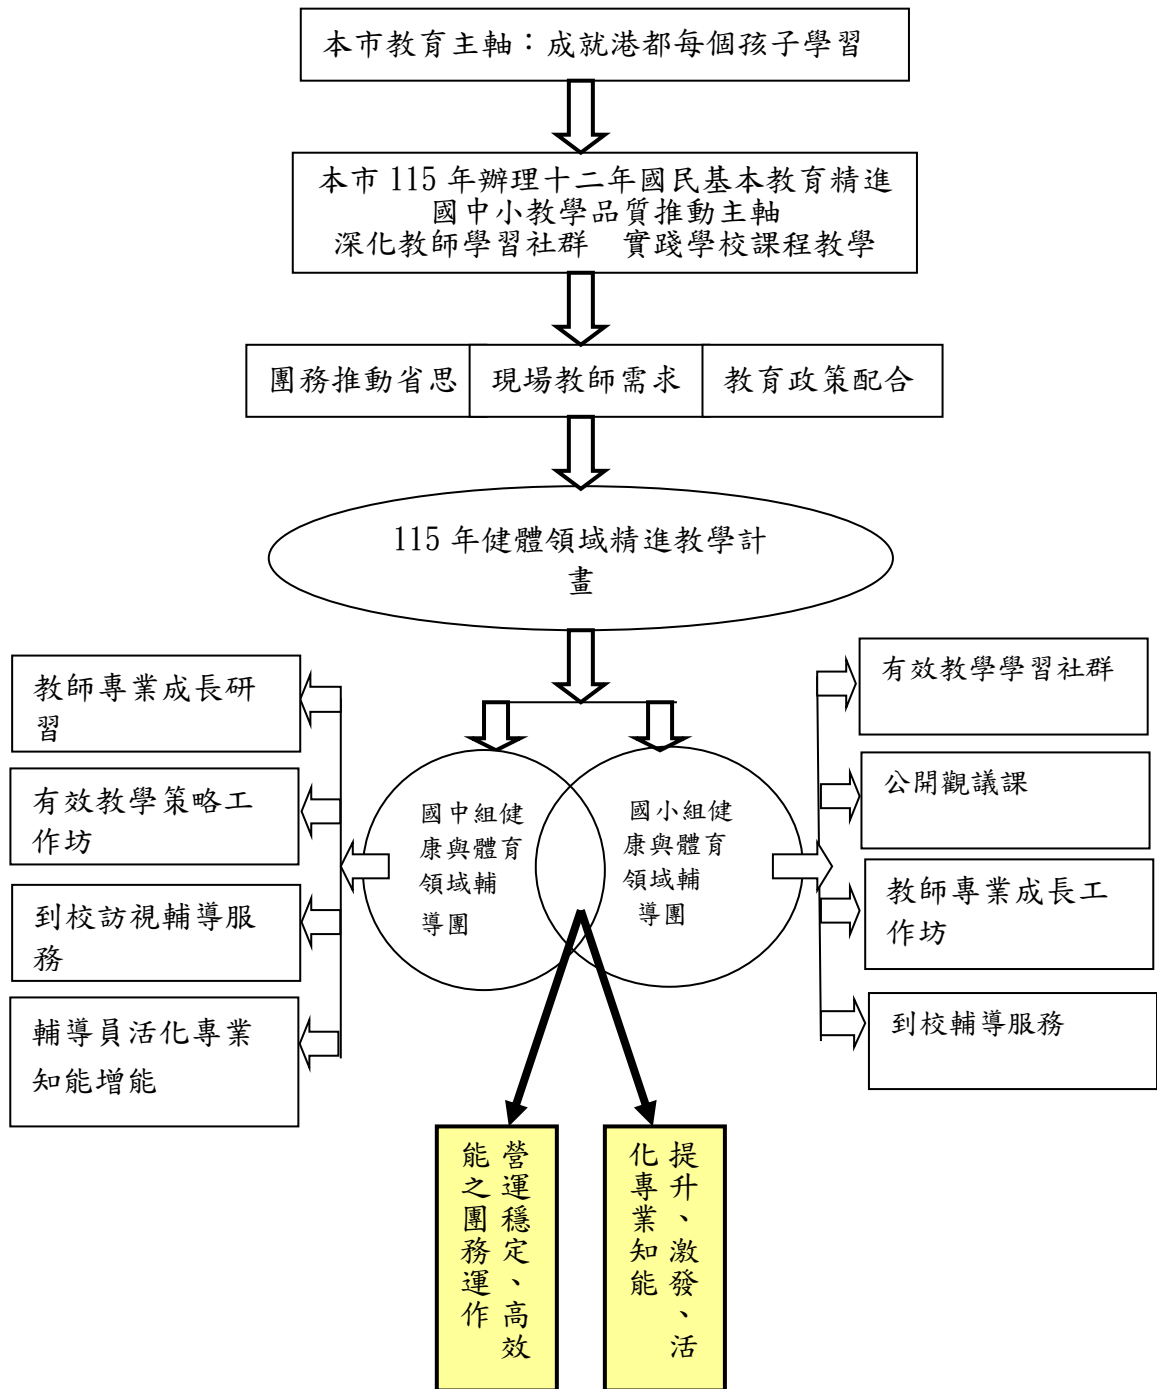 本市教育主軸：成就港都每個孩子學習
本市 115 年辦理十二年國民基本教育精進
國中小教學品質推動主軸
深化教師學習社群　實踐學校課程教學
團務推動省思
現場教師需求
教育政策配合
115 年健體領域精進教學計
畫
教師專業成長研
習
有效教學策略工
作坊
到校訪視輔導服
務
輔導員活化專業
知能增能
國中組健
康與體育
領域輔
導團
國小組健
康與體育
領域輔
導團
有效教學學習社群
公開觀議課
教師專業成長工
作坊
到校輔導服務
營運穩定、高效
能之團務運作
提升、激發、活
化專業知能